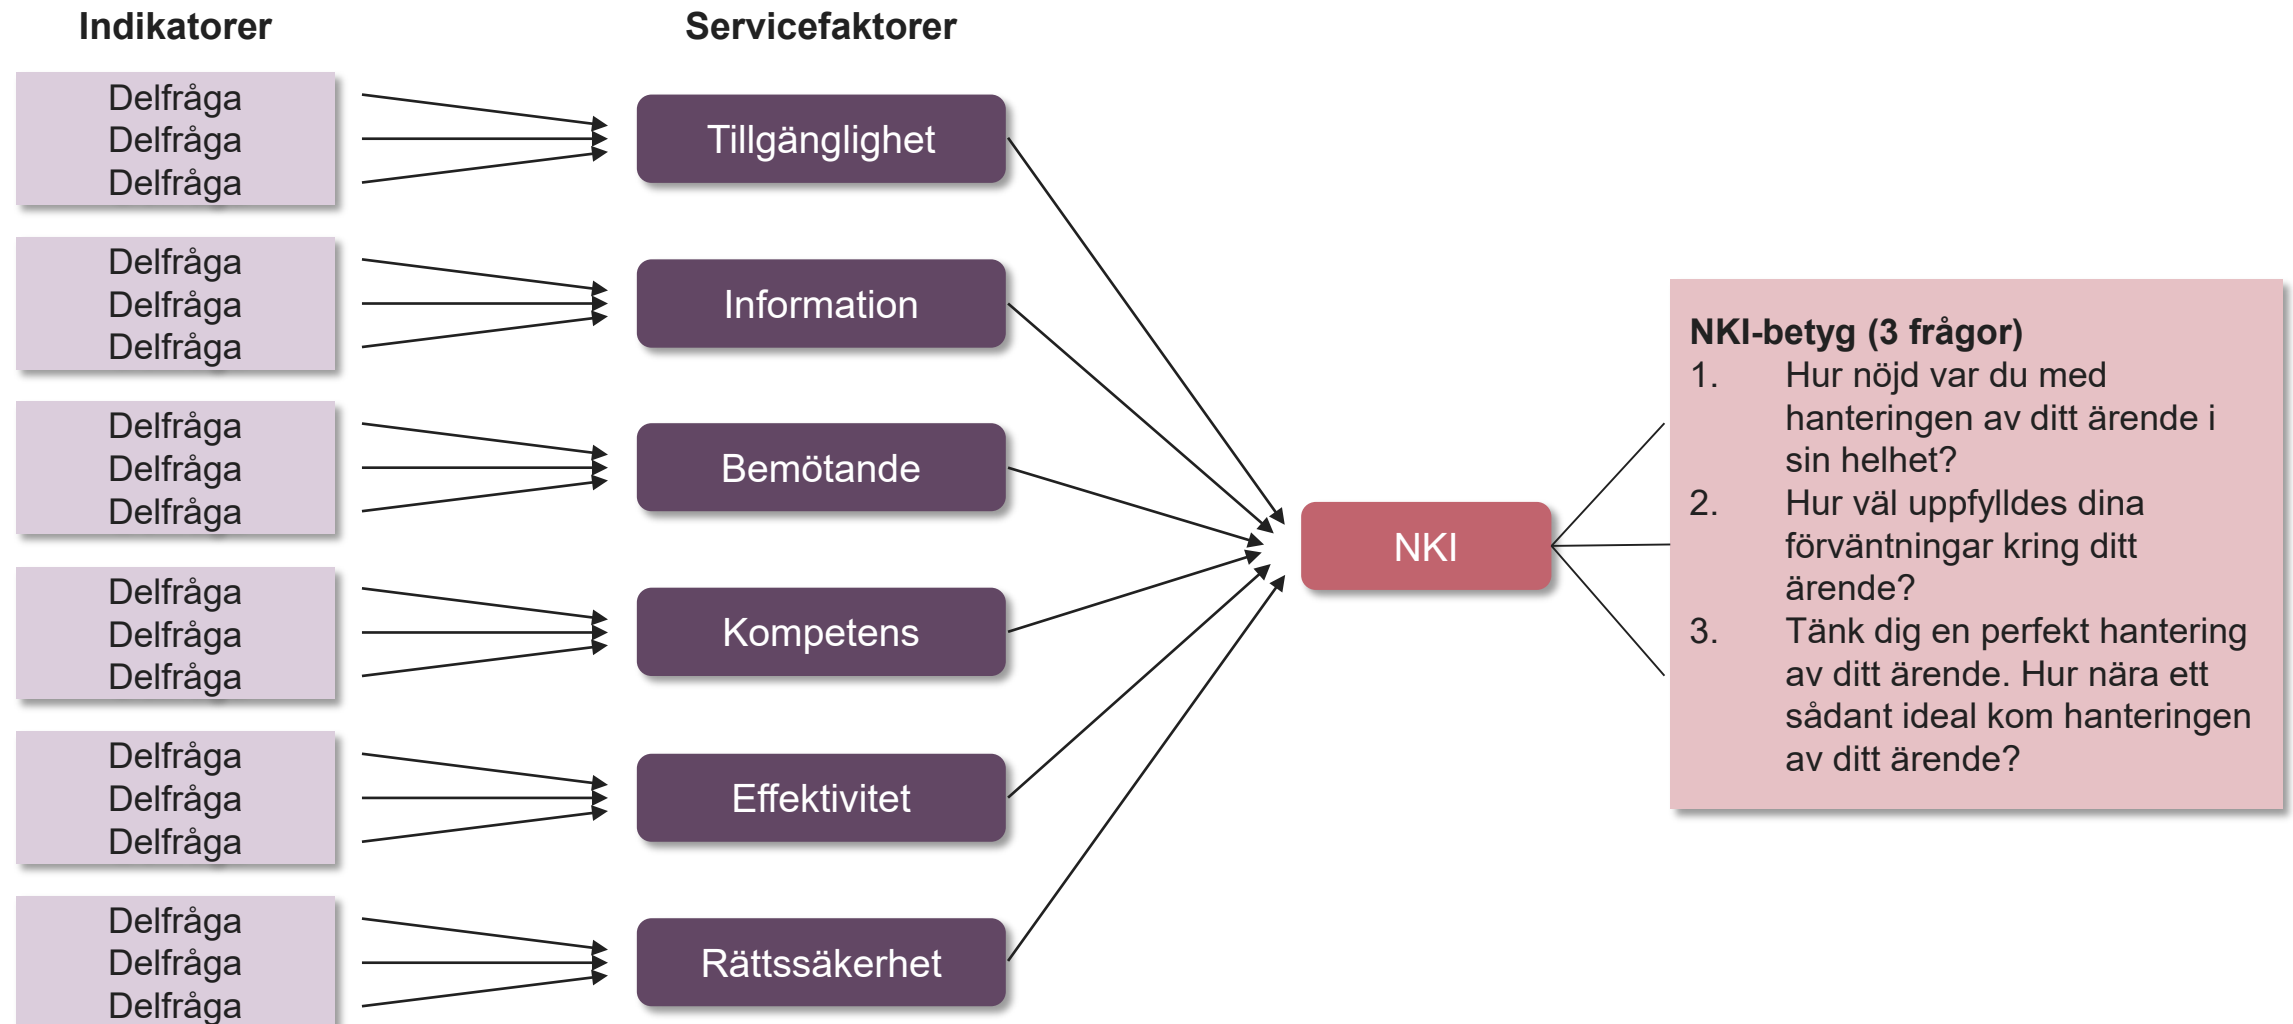 Indikatorer
Servicefaktorer
Delfråga
Delfråga
Delfråga
Tillgänglighet
Delfråga
Delfråga
Delfråga
Information
Delfråga
Delfråga
Delfråga
Bemötande
Delfråga
Delfråga
Delfråga
Kompetens
Delfråga
Delfråga
Delfråga
Effektivitet
Delfråga
Delfråga
Delfråga
Rättssäkerhet
NKI
NKI-betyg (3 frågor)
1. Hur nöjd var du med
hanteringen av ditt ärende i
sin helhet?
2. Hur väl uppfylldes dina
förväntningar kring ditt
ärende?
3. Tänk dig en perfekt hantering
av ditt ärende. Hur nära ett
sådant ideal kom hanteringen
av ditt ärende?